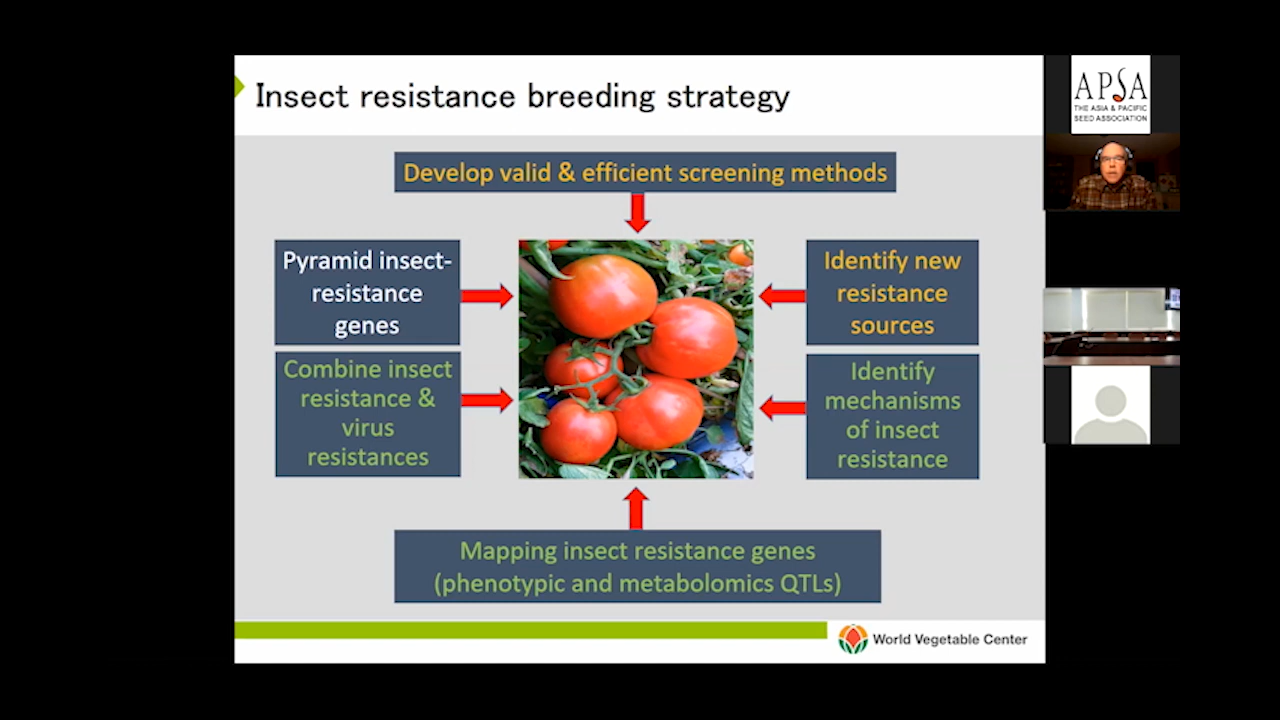 Insect resistance breeding strategy
Develop valid & efficient screening methods
Pyramid insect-
resistance
genes
Identify new
resistance
sources
Combine insect
resistance &
virus
resistances
Identify
mechanisms
of insect
resistance
Mapping insect resistance genes
(phenotypic and metabolomics QTLs)
World Vegetable Center
APSA
THE ASIA & PACIFIC
SEED ASSOCIATION